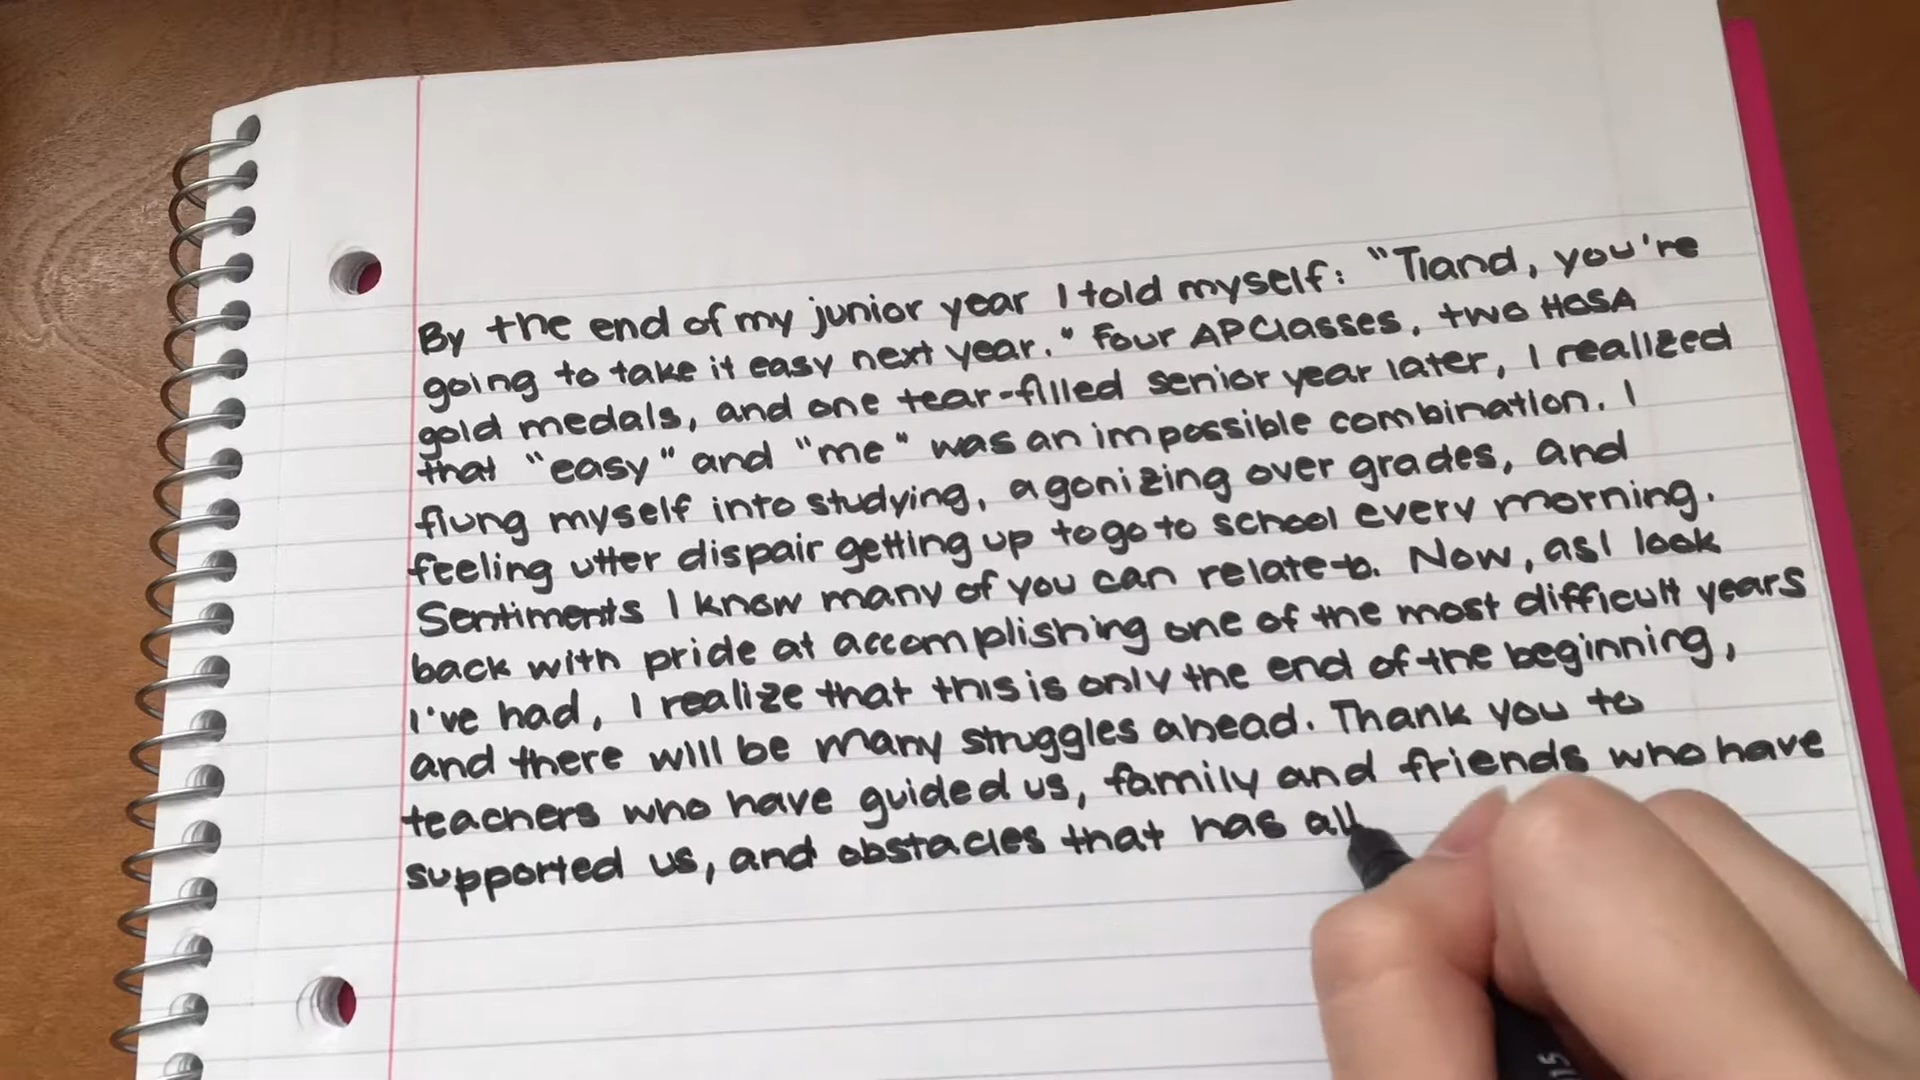 By the end of my junior year I told myself: "Tiand, you're
going to take it easy next year." Four AP Classes, two HOSA
gold medals, and one tear-filled senior year later, I realized
that "easy" and "me" was an impossible combination. I
flung myself into studying, agonizing over grades, and
feeling utter dispair getting up to go to school every morning.
Sentiments I know many of you can relate to. Now, as I look
back with pride at accomplishing one of the most difficult years
I've had, I realize that this is only the end of the beginning,
and there will be many struggles ahead. Thank you to
teachers who have guided us, family and friends who have
supported us, and obstacles that has all